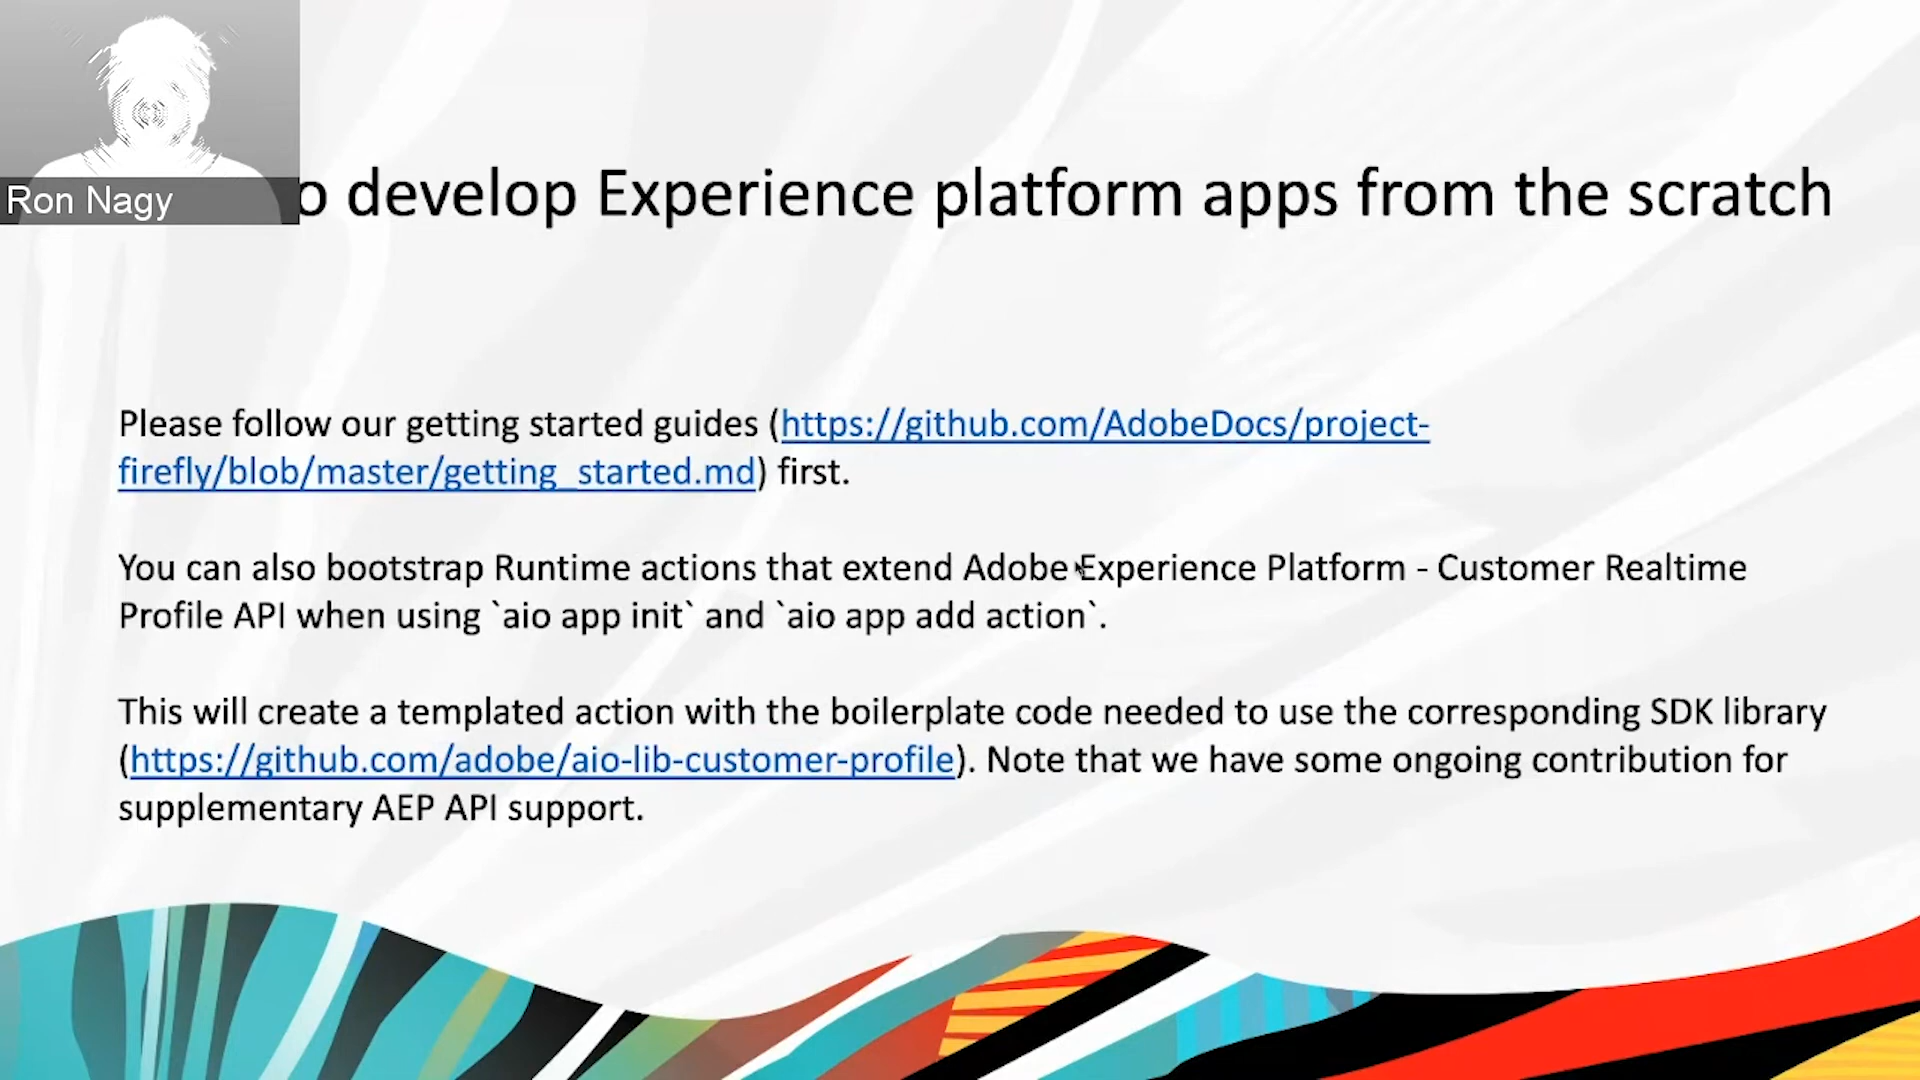 Ron Nagy
o develop Experience platform apps from the scratch
Please follow our getting started guides (https://github.com/AdobeDocs/project-
firefly/blob/master/getting_started.md) first.
You can also bootstrap Runtime actions that extend Adobe Experience Platform - Customer Realtime
Profile API when using `aio app init` and `aio app add action`.
This will create a templated action with the boilerplate code needed to use the corresponding SDK library
(https://github.com/adobe/aio-lib-customer-profile). Note that we have some ongoing contribution for
supplementary AEP API support.